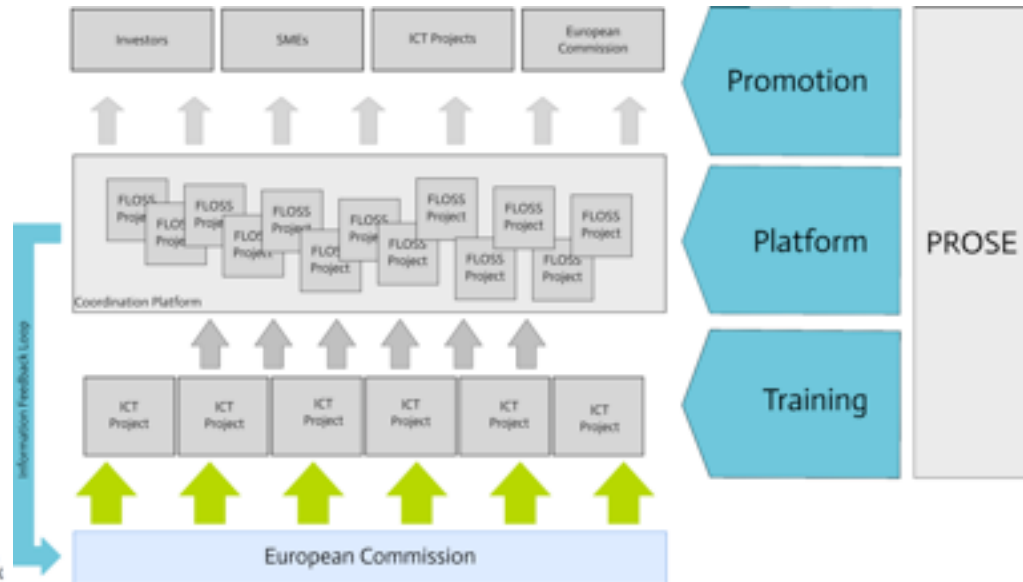 Investors
SMEs
ICT Projects
European
Commission
Promotion
FLOSS
Project
FLOSS
Project
FLOSS
Project
FLOSS
Project
FLOSS
Project
FLOSS
Project
FLOSS
Project
FLOSS
Project
FLOSS
Project
FLOSS
Project
FLOSS
Project
FLOSS
Project
FLOSS
Project
Coordination Platform
Platform
PROSE
Information Feedback Loop
ICT
Project
ICT
Project
ICT
Project
ICT
Project
ICT
Project
ICT
Project
Training
European Commission